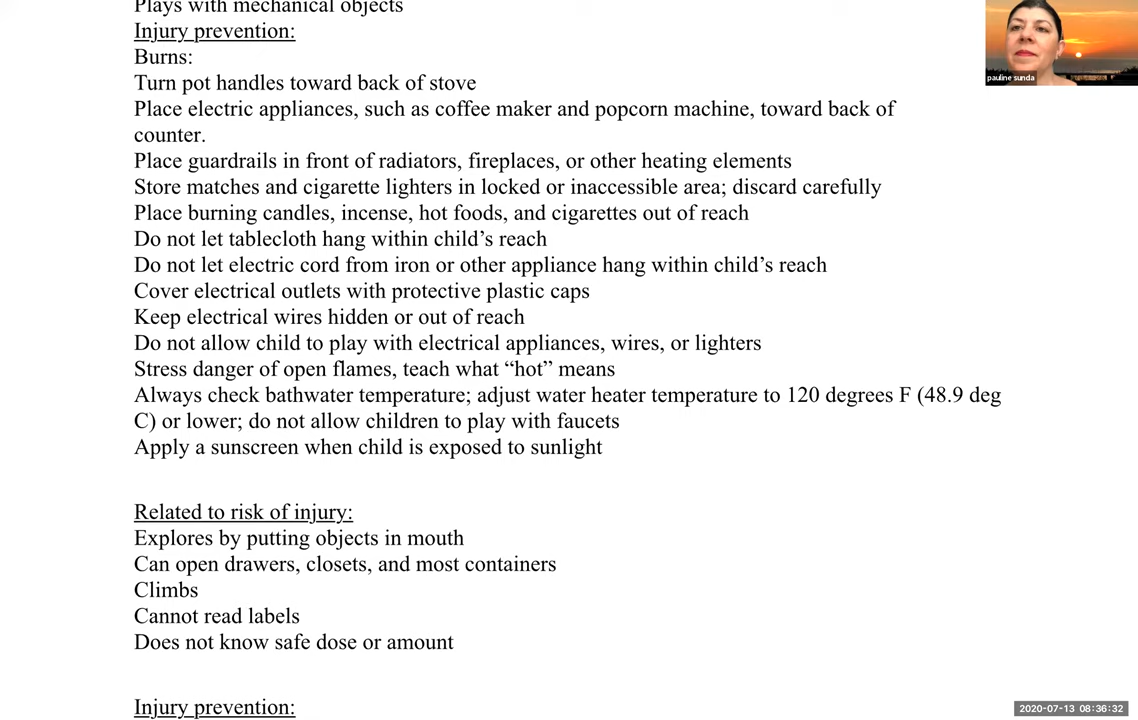 Plays with mechanical objects
Injury prevention:
Burns:
Turn pot handles toward back of stove
Place electric appliances, such as coffee maker and popcorn machine, toward back of
counter.
Place guardrails in front of radiators, fireplaces, or other heating elements
Store matches and cigarette lighters in locked or inaccessible area; discard carefully
Place burning candles, incense, hot foods, and cigarettes out of reach
Do not let tablecloth hang within child’s reach
Do not let electric cord from iron or other appliance hang within child’s reach
Cover electrical outlets with protective plastic caps
Keep electrical wires hidden or out of reach
Do not allow child to play with electrical appliances, wires, or lighters
Stress danger of open flames, teach what “hot” means
Always check bathwater temperature; adjust water heater temperature to 120 degrees F (48.9 deg
C) or lower; do not allow children to play with faucets
Apply a sunscreen when child is exposed to sunlight
Related to risk of injury:
Explores by putting objects in mouth
Can open drawers, closets, and most containers
Climbs
Cannot read labels
Does not know safe dose or amount
Injury prevention:
pauline sunda
2020-07-13 08:36:32